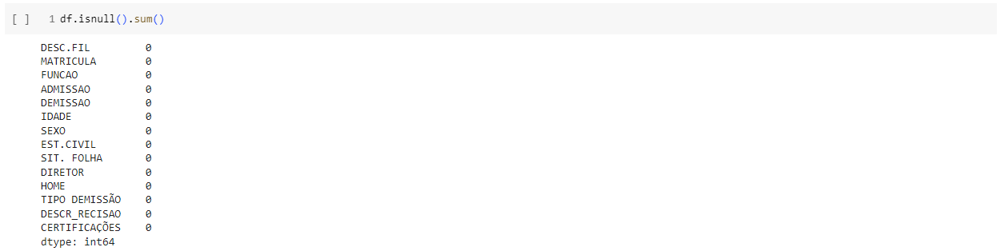 [ ] 1 df.isnull().sum()
DESC.FIL 0
MATRICULA 0
FUNCAO 0
ADMISSAO 0
DEMISSAO 0
IDADE 0
SEXO 0
EST.CIVIL 0
SIT. FOLHA 0
DIRETOR 0
HOME 0
TIPO DEMISSÃO 0
DESCR_RECISAO 0
CERTIFICAÇÕES 0
dtype: int64